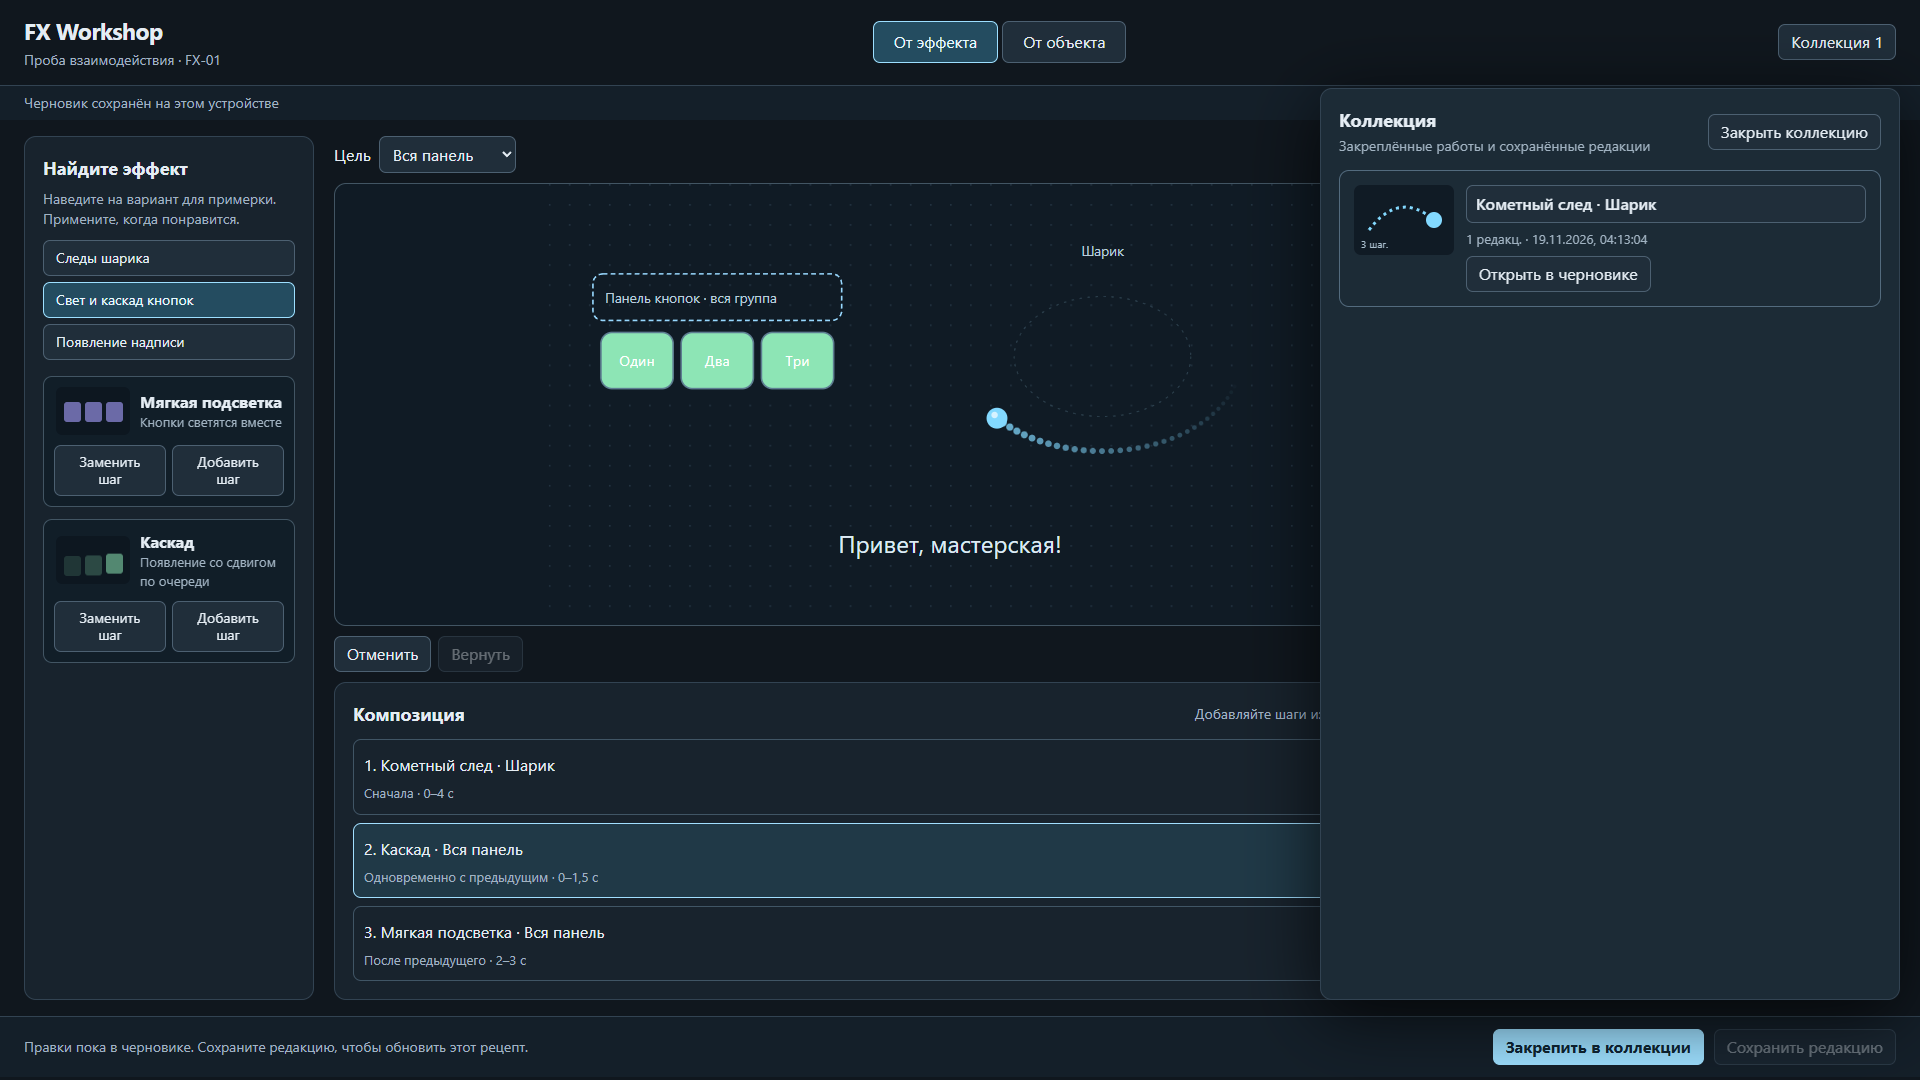 FX Workshop
Проба взаимодействия · FX-01
От эффекта
От объекта
Коллекция 1
Черновик сохранён на этом устройстве
Найдите эффект
Наведите на вариант для примерки.
Примените, когда понравится.
Следы шарика
Свет и каскад кнопок
Появление надписи
Мягкая подсветка
Кнопки светятся вместе
Заменить
шаг
Добавить
шаг
Каскад
Появление со сдвигом
по очереди
Заменить
шаг
Добавить
шаг
Цель
Вся панель
Шарик
Панель кнопок · вся группа
Один
Два
Три
Привет, мастерская!
Отменить
Вернуть
Композиция
Добавляйте шаги
1. Кометный след · Шарик
Сначала · 0–4 с
2. Каскад · Вся панель
Одновременно с предыдущим · 0–1,5 с
3. Мягкая подсветка · Вся панель
После предыдущего · 2–3 с
Коллекция
Закреплённые работы и сохранённые редакции
Закрыть коллекцию
3 шаг.
Кометный след · Шарик
1 редакц. · 19.11.2026, 04:13:04
Открыть в черновике
Правки пока в черновике. Сохраните редакцию, чтобы обновить этот рецепт.
Закрепить в коллекции
Сохранить редакцию